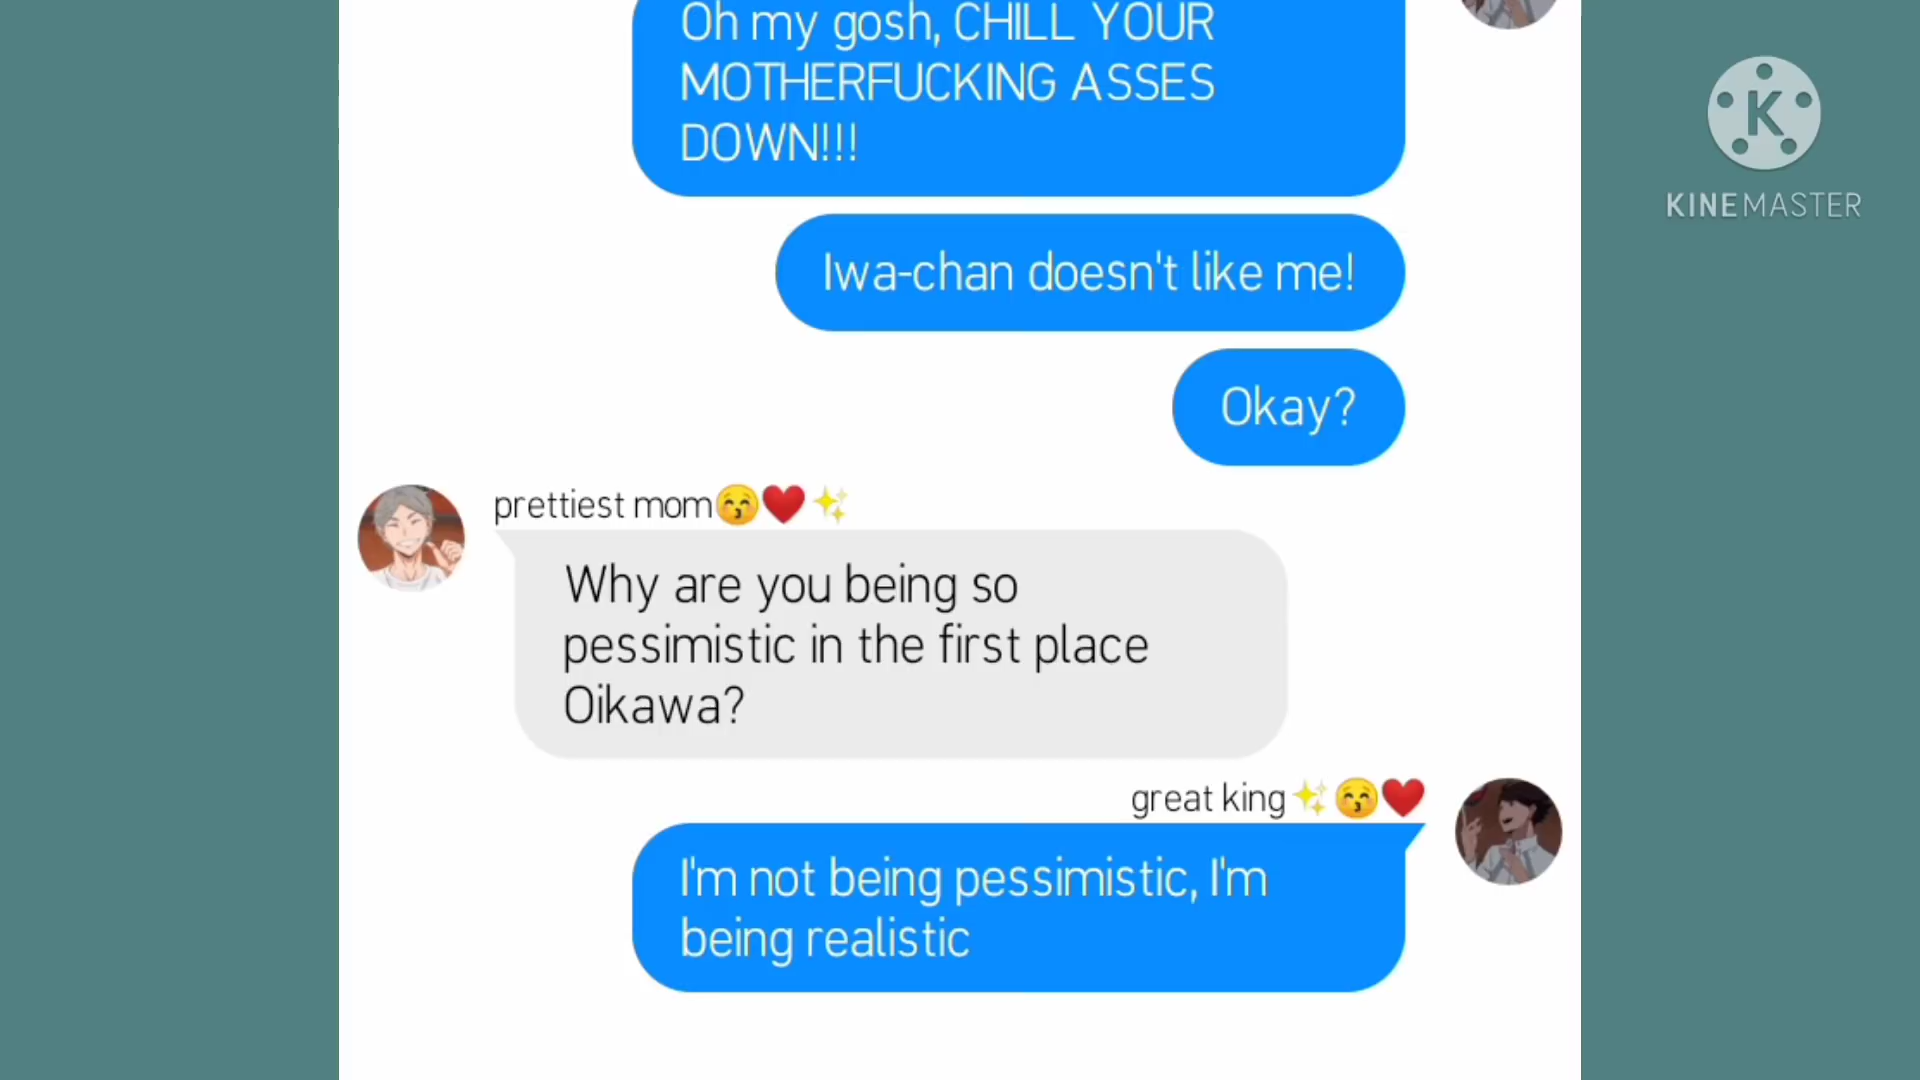 Oh my gosh, CHILL YOUR
MOTHERFUCKING ASSES
DOWN!!!
Iwa-chan doesn't like me!
Okay?
prettiest mom😚❤️✨
Why are you being so
pessimistic in the first place
Oikawa?
great king✨😚❤️
I'm not being pessimistic, I'm
being realistic
K
KINEMASTER